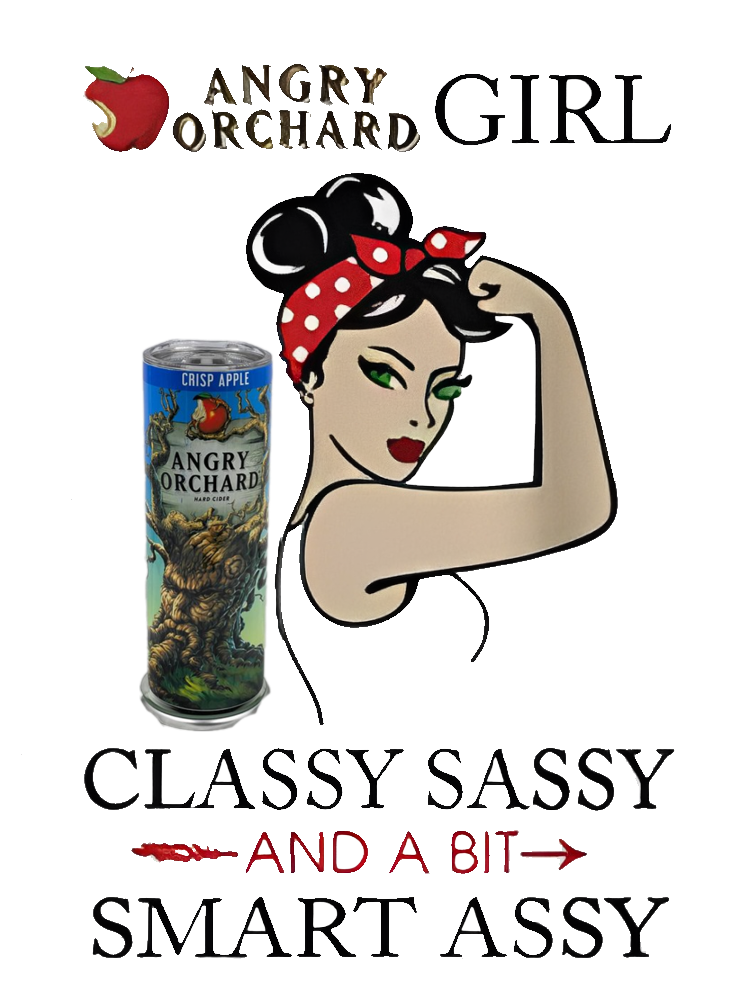 ANGRY ORCHARD GIRL
CRISP APPLE
ANGRY
ORCHARD
HARD CIDER
CLASSY SASSY
AND A BIT
SMART ASSY